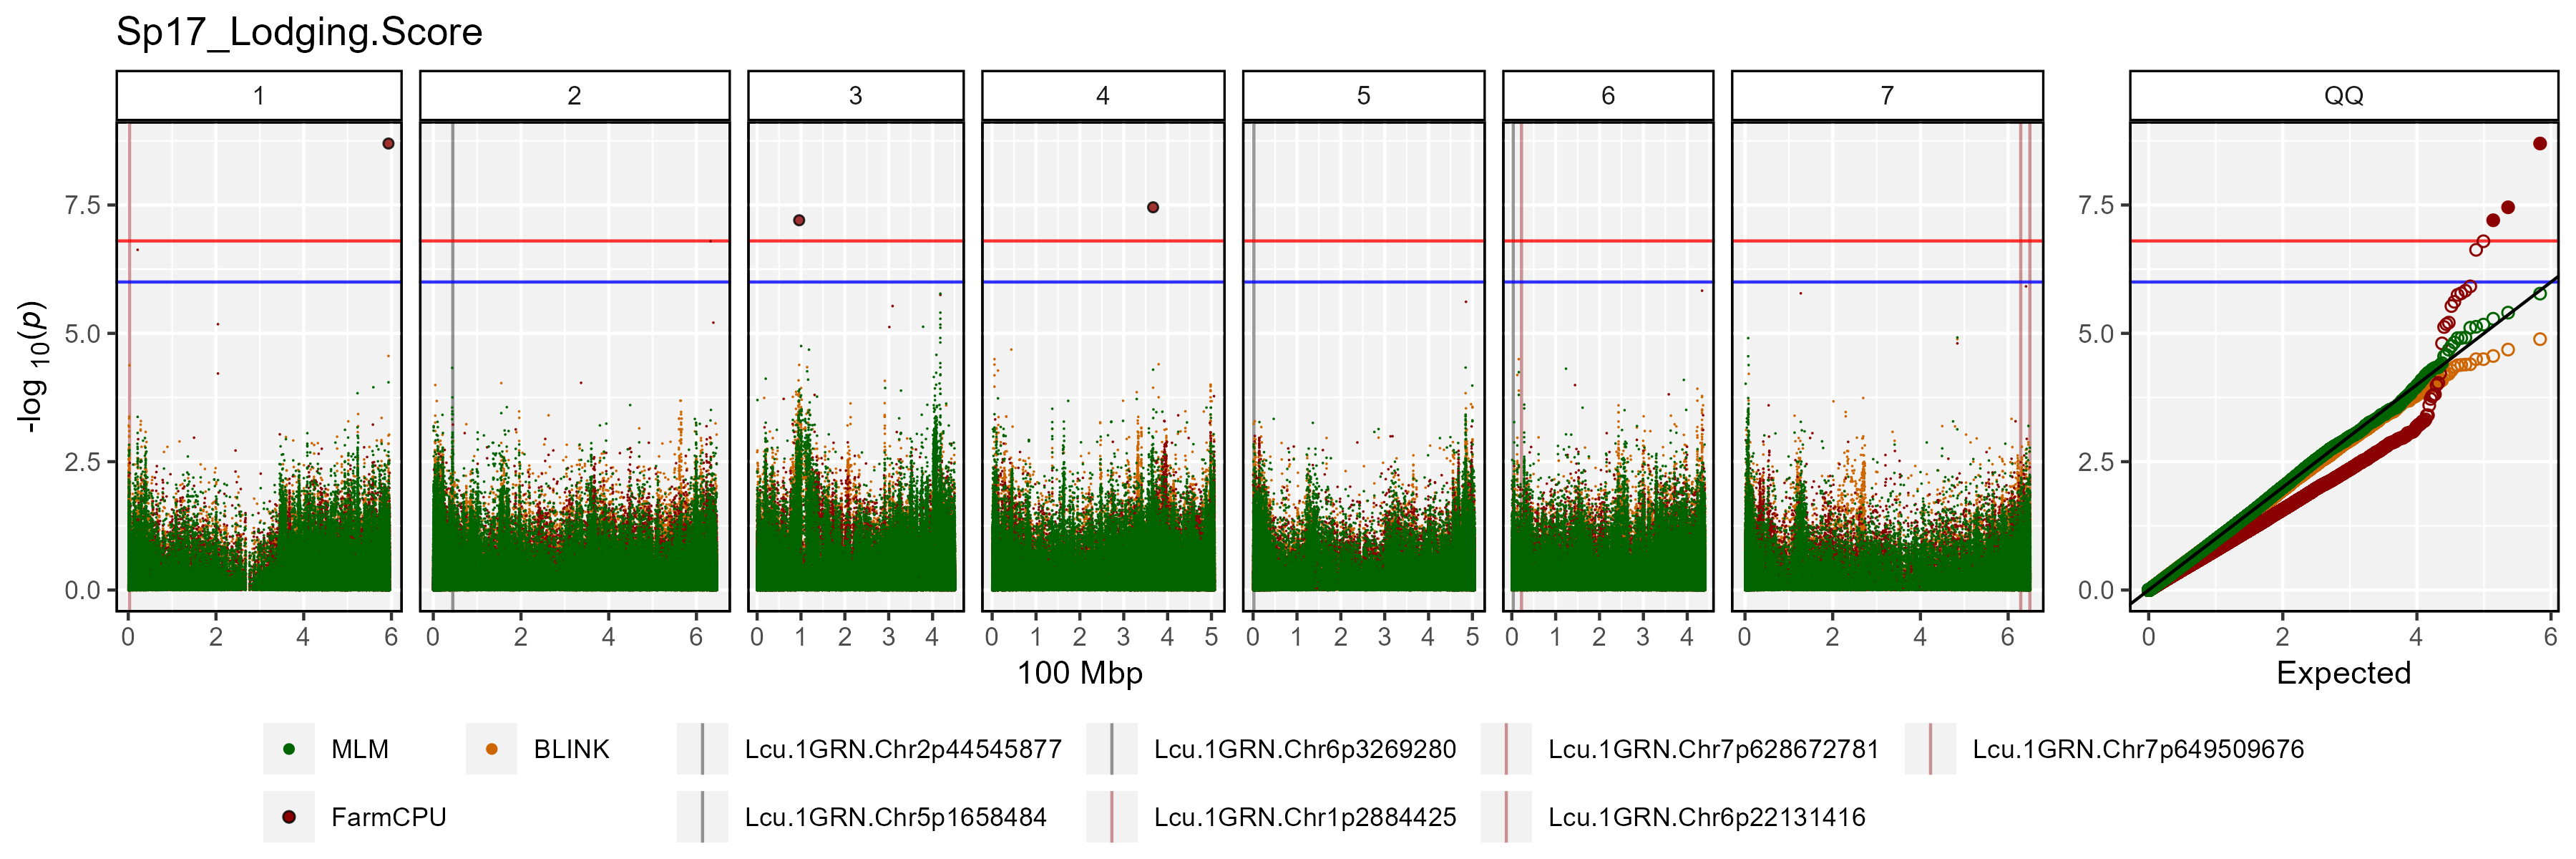 Sp17_Lodging.Score
1 2 3 4 5 6 7 QQ
-log 10(p)
7.5
5.0
2.5
0.0
7.5
5.0
2.5
0.0
0 2 4 6 0 2 4 6 0 1 2 3 4 0 1 2 3 4 5 0 1 2 3 4 5 0 1 2 3 4 0 2 4 6 0 2 4 6
100 Mbp
Expected
MLM BLINK Lcu.1GRN.Chr2p44545877 Lcu.1GRN.Chr6p3269280 Lcu.1GRN.Chr7p628672781 Lcu.1GRN.Chr7p649509676
FarmCPU Lcu.1GRN.Chr5p1658484 Lcu.1GRN.Chr1p2884425 Lcu.1GRN.Chr6p22131416